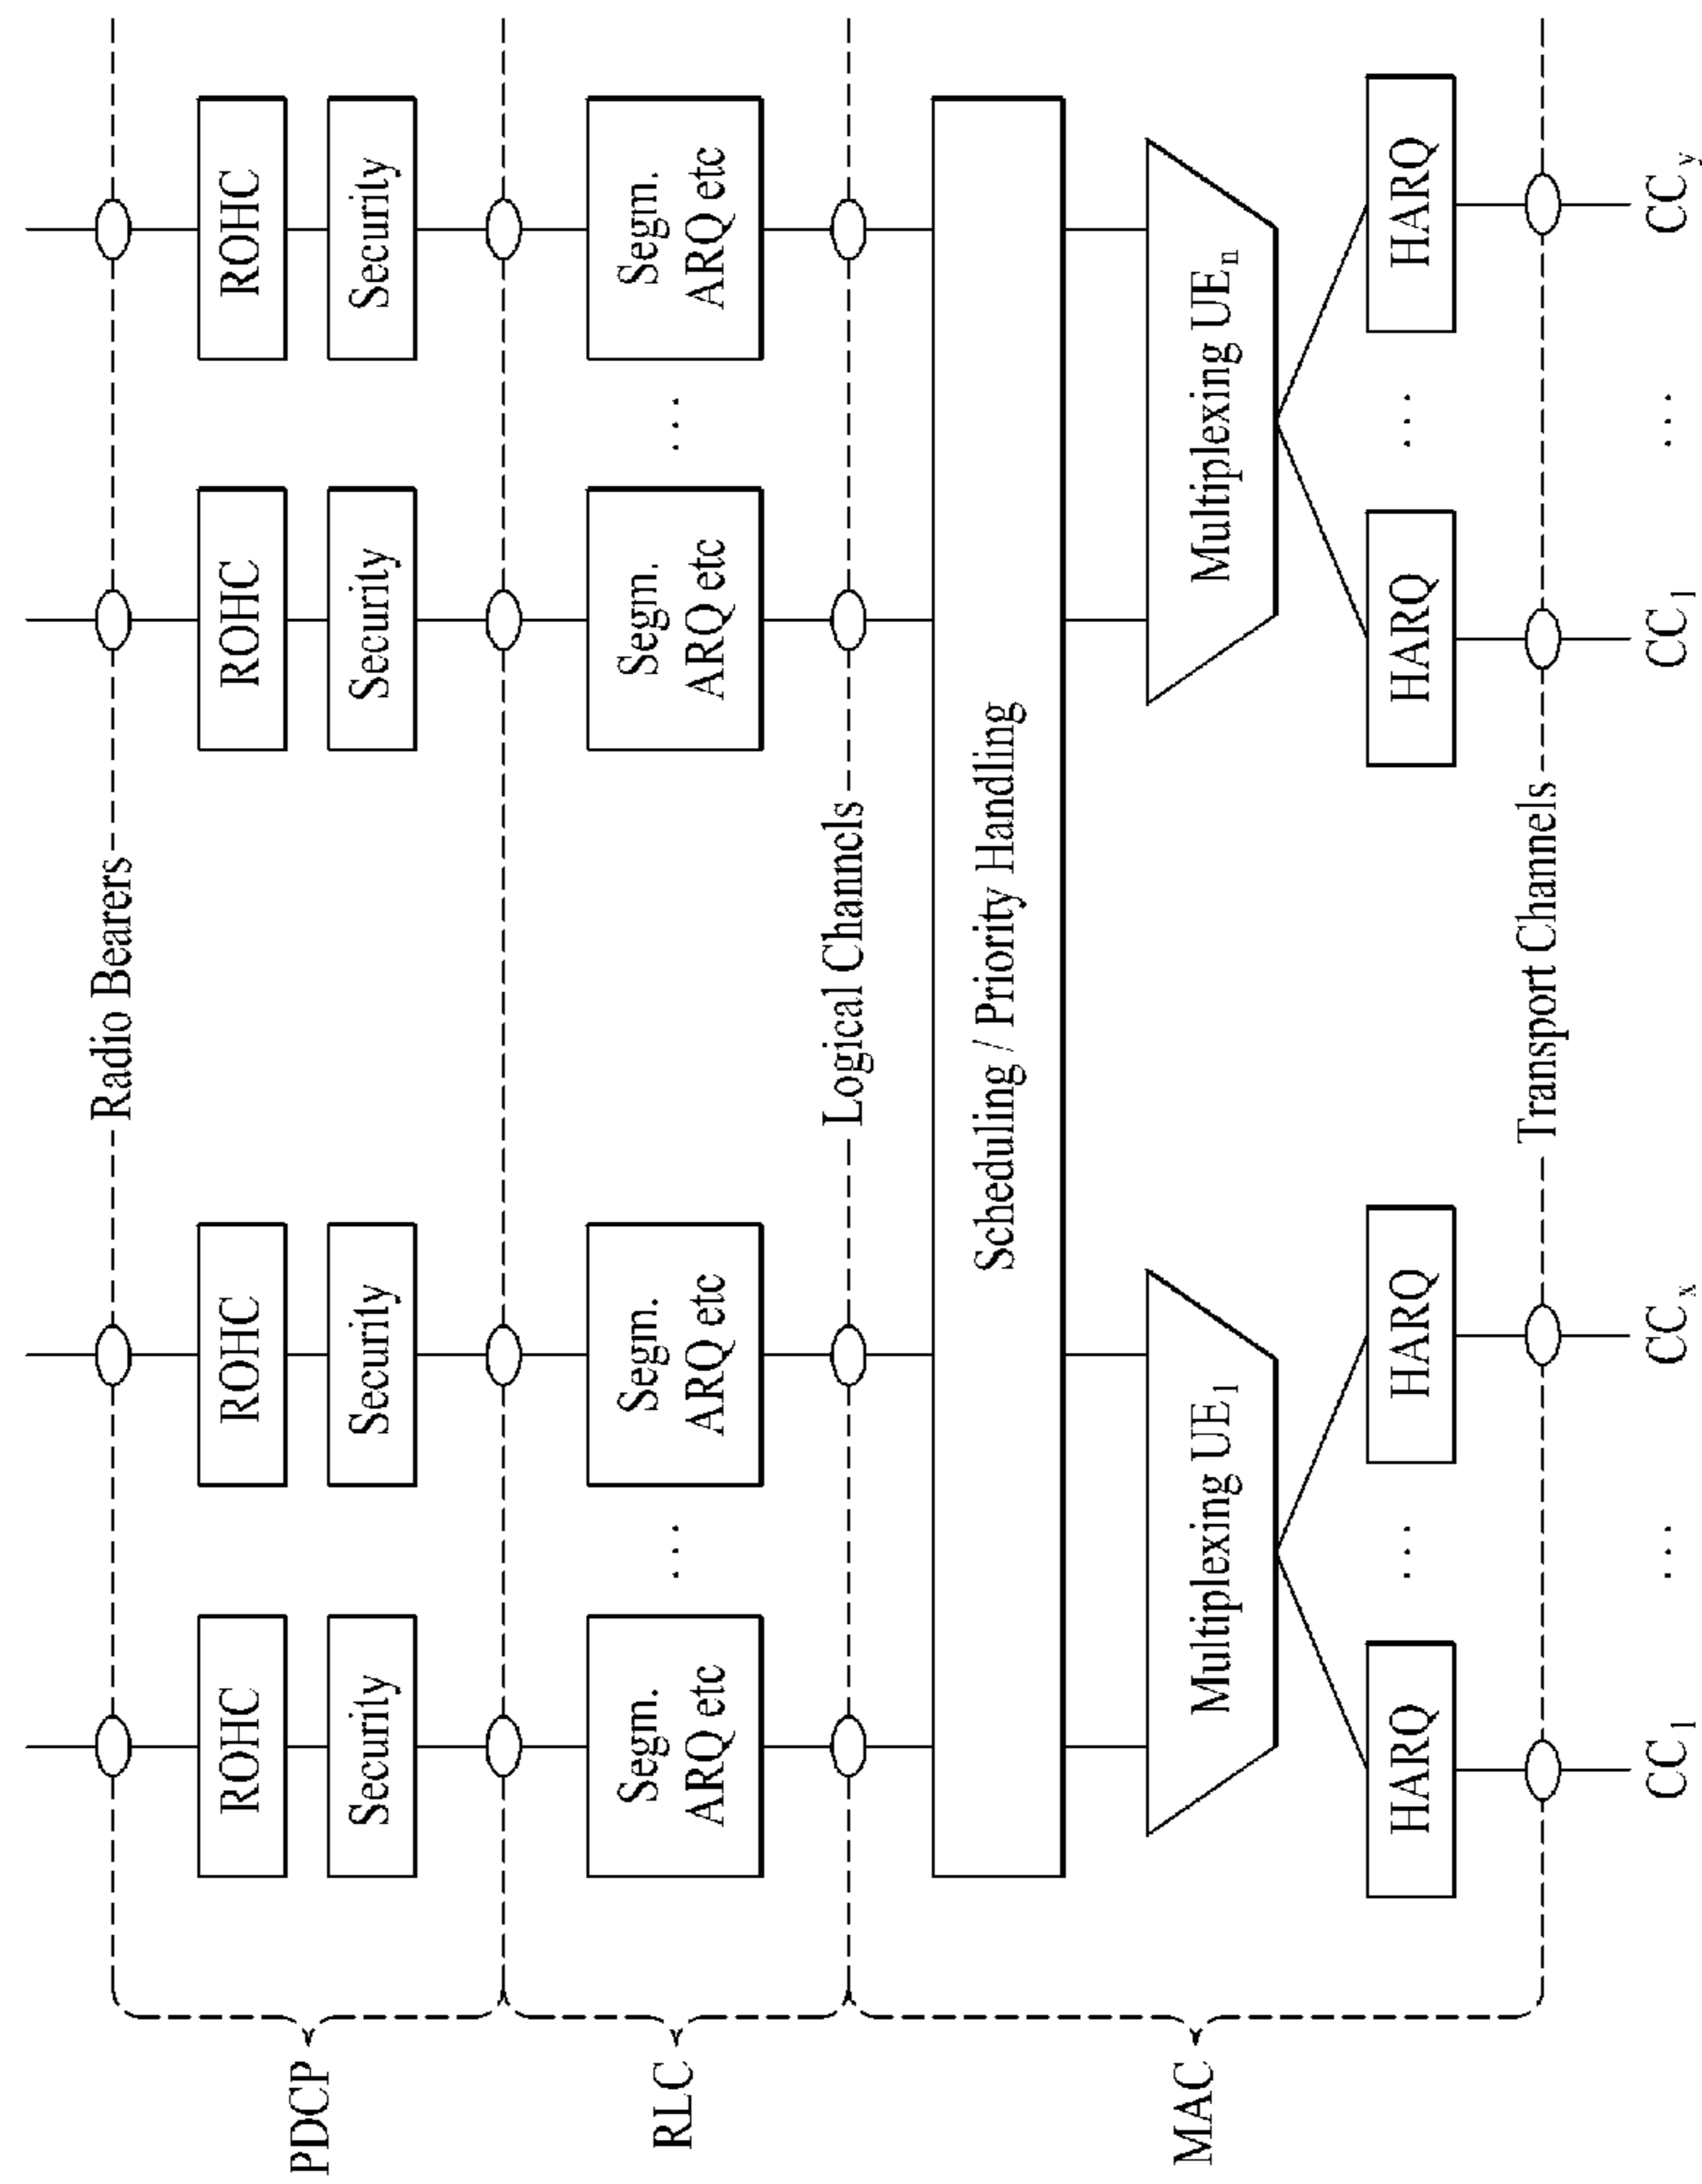 Radio Bearers
PDCP
ROHC
ROHC
ROHC
ROHC
Security
Security
Security
Security
RLC
Segm.
ARQ etc
...
Segm.
ARQ etc
Segm.
ARQ etc
...
Segm.
ARQ etc
Logical Channels
MAC
Scheduling / Priority Handling
Multiplexing UE1
Multiplexing UEn
HARQ
...
HARQ
HARQ
...
HARQ
Transport Channels
CC1
...
CCx
CC1
...
CCy